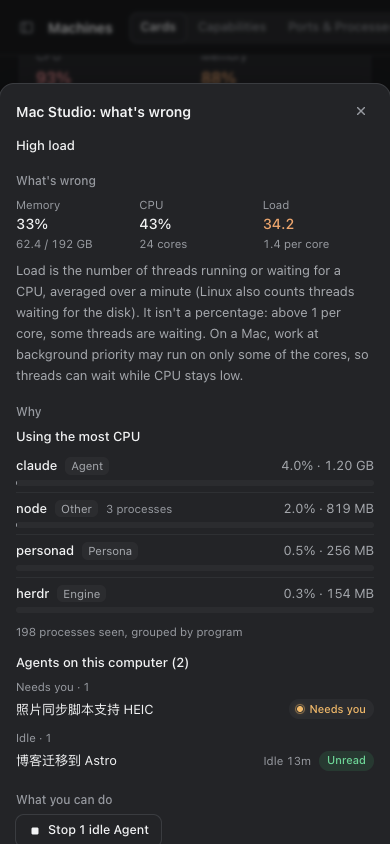 Machines
Cards
Capabilities
Ports & Processe
CPU
Memory
93%
88%
Mac Studio: what's wrong
High load
What's wrong
Memory
CPU
Load
33%
43%
34.2
62.4 / 192 GB
24 cores
1.4 per core
Load is the number of threads running or waiting for a
CPU, averaged over a minute (Linux also counts threads
waiting for the disk). It isn't a percentage: above 1 per
core, some threads are waiting. On a Mac, work at
background priority may run on only some of the cores, so
threads can wait while CPU stays low.
Why
Using the most CPU
claude Agent 4.0% · 1.20 GB
node Other 3 processes 2.0% · 819 MB
personad Persona 0.5% · 256 MB
herdr Engine 0.3% · 154 MB
198 processes seen, grouped by program
Agents on this computer (2)
Needs you · 1
照片同步脚本支持 HEIC Needs you
Idle · 1
博客迁移到 Astro Idle 13m Unread
What you can do
Stop 1 idle Agent